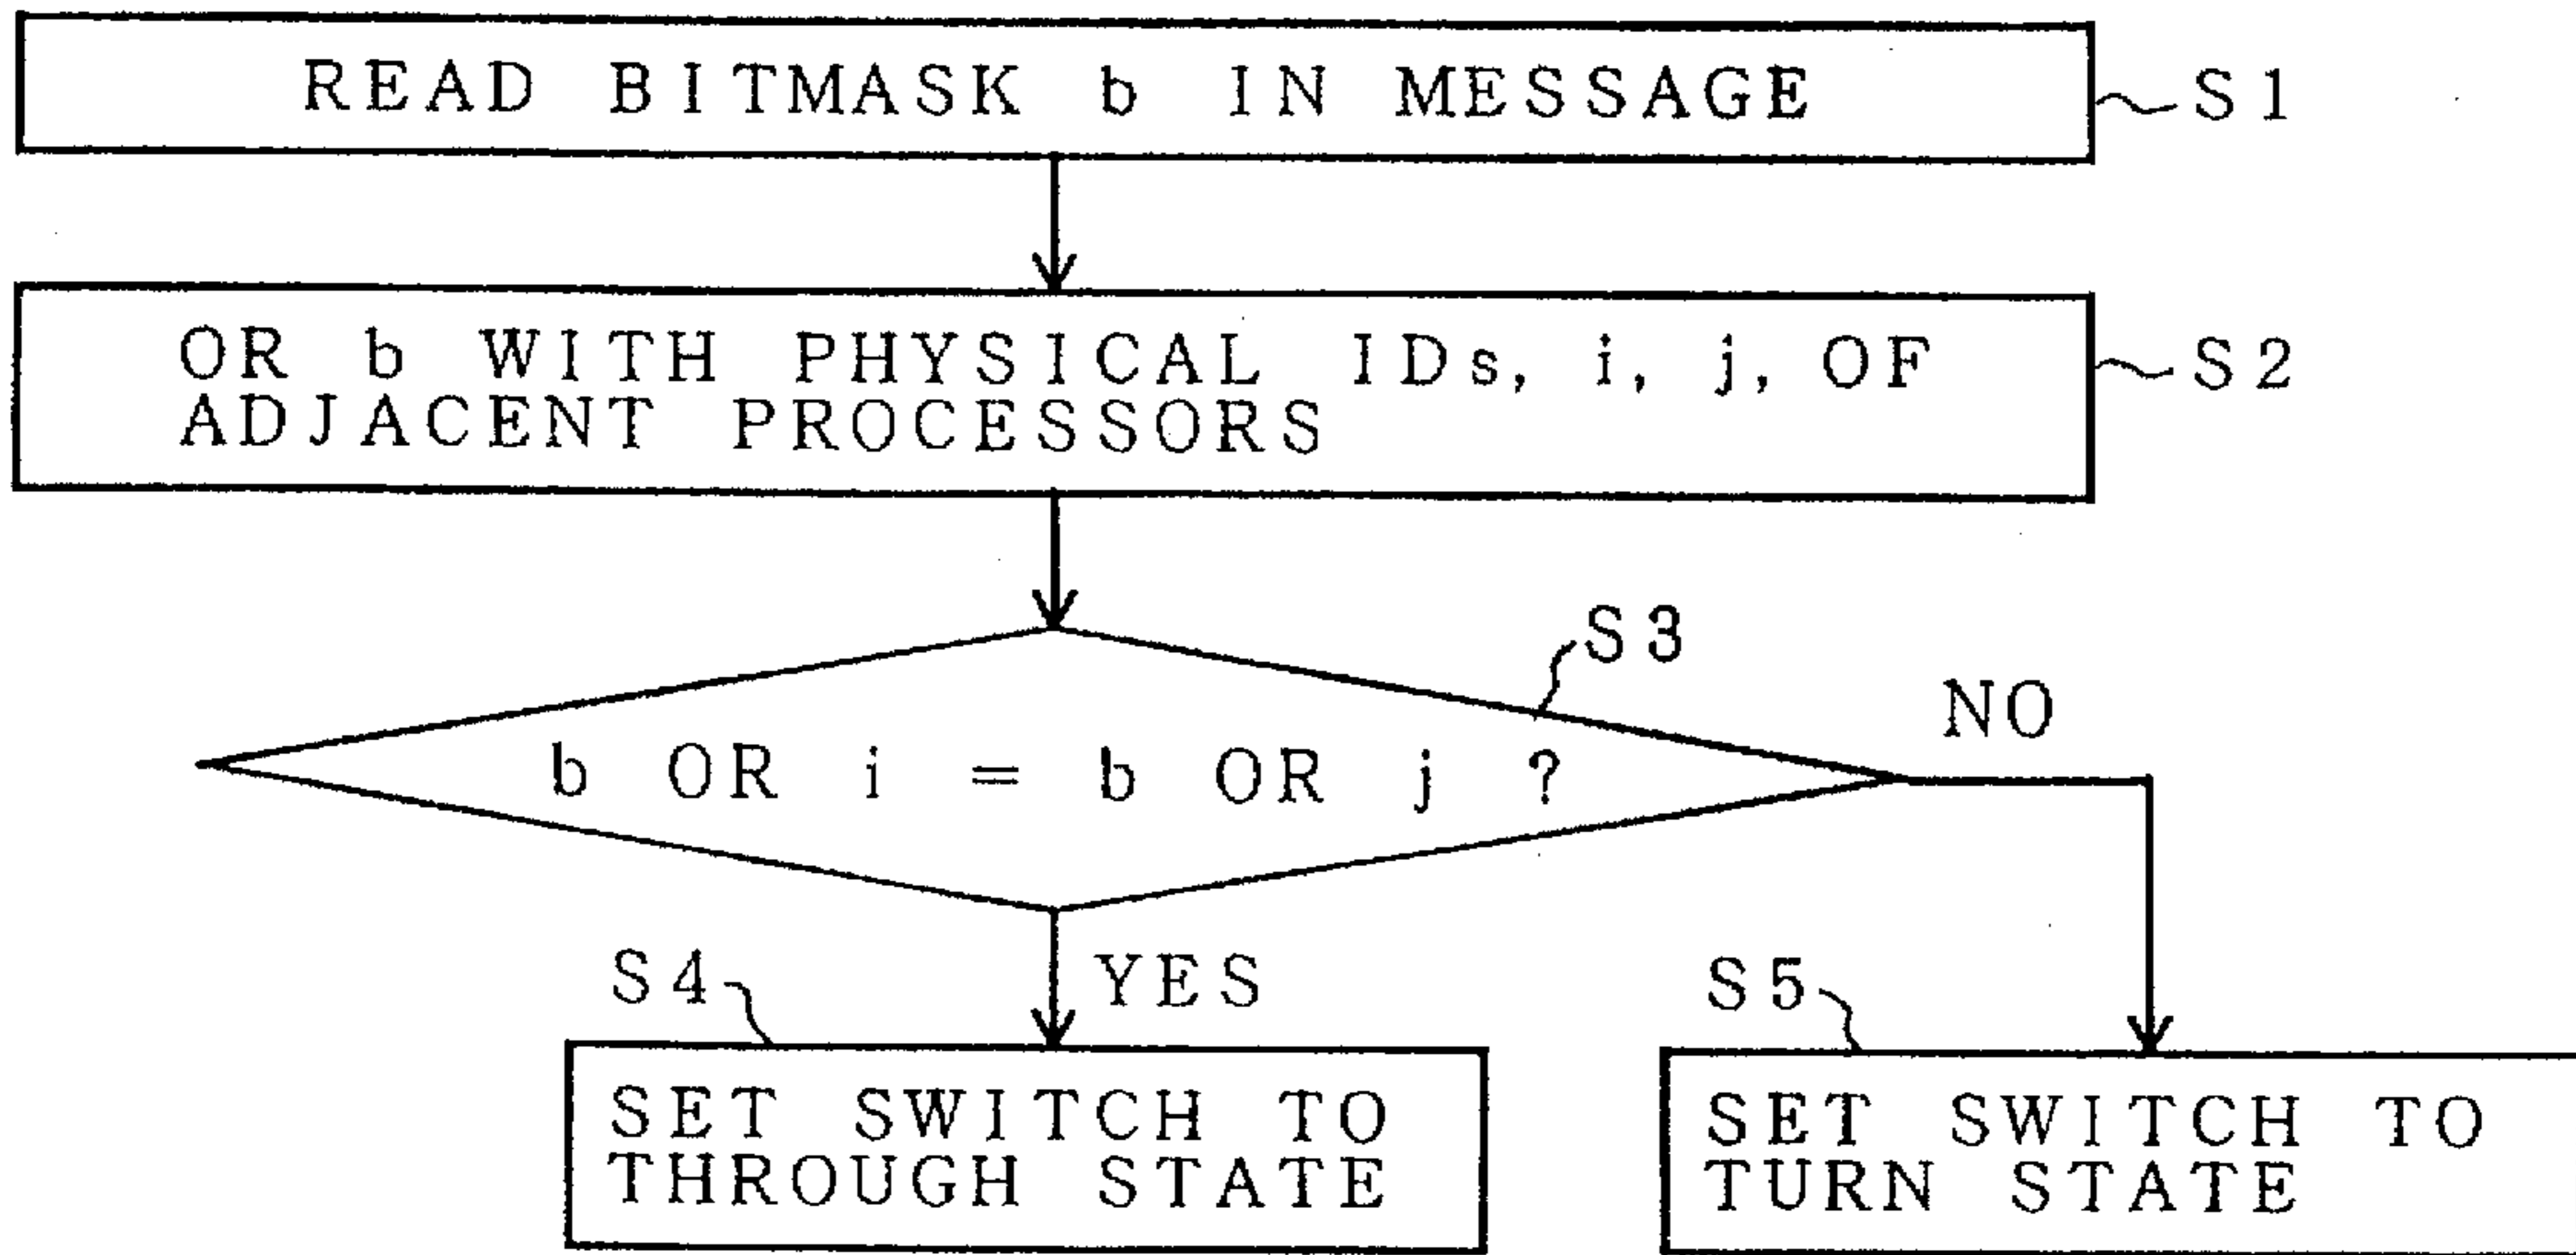 READ BITMASK b IN MESSAGE
S1
OR b WITH PHYSICAL IDs, i, j, OF
ADJACENT PROCESSORS
S2
S3
NO
b OR i = b OR j ?
S4
YES
S5
SET SWITCH TO
THROUGH STATE
SET SWITCH TO
TURN STATE